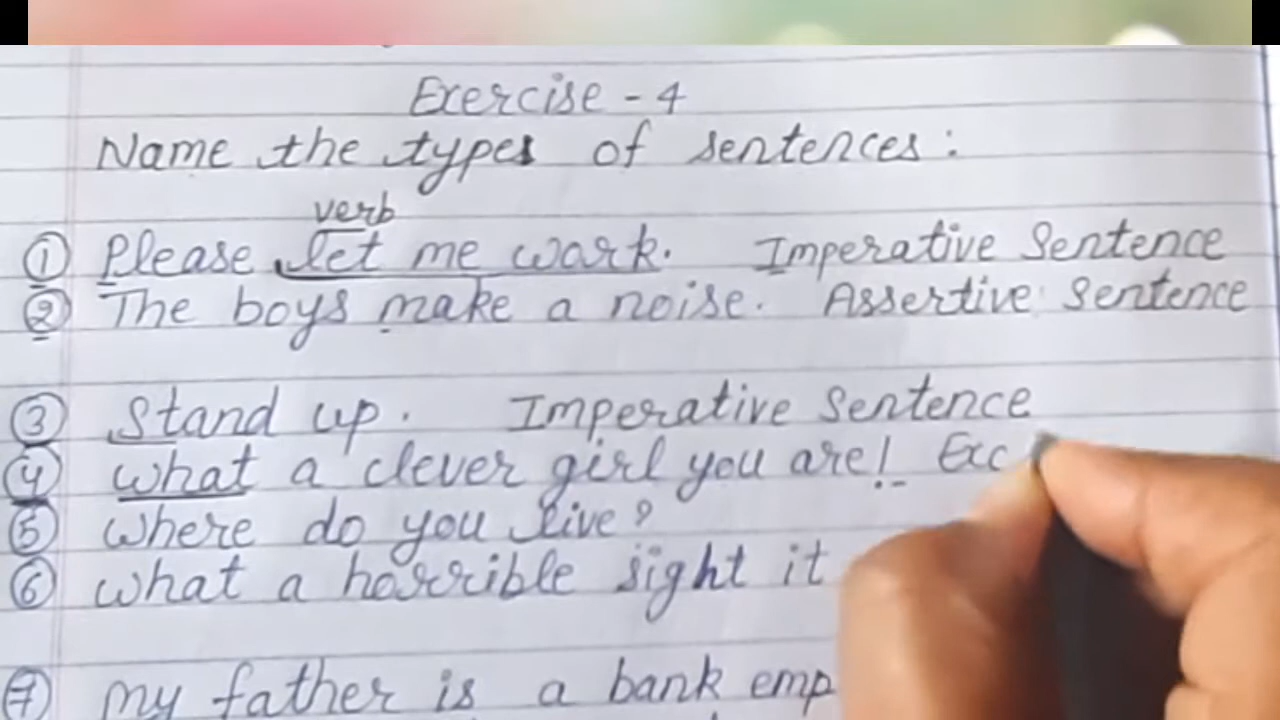 Exercise - 4
Name the types of sentences:
verb
① Please let me work. Imperative Sentence
② The boys make a noise. Assertive Sentence
③ Stand up. Imperative Sentence
④ What a clever girl you are! Exc
⑤ Where do you live?
⑥ What a horrible sight it
⑦ My father is a bank emp